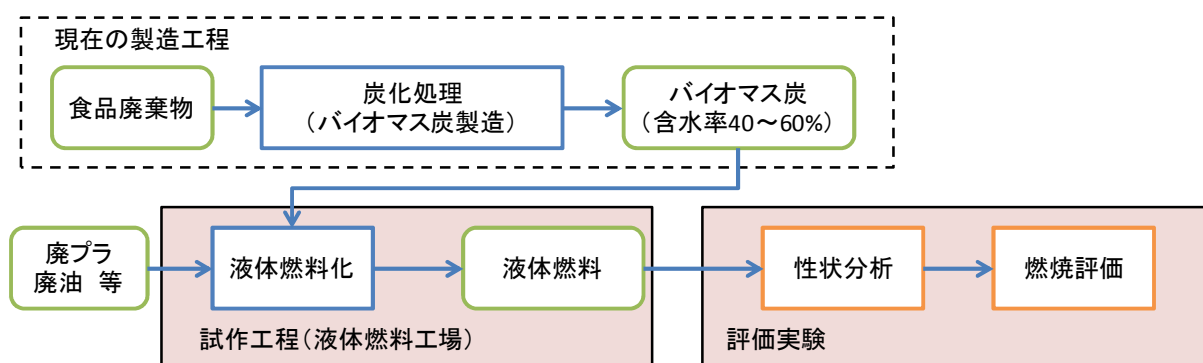 現在の製造工程
食品廃棄物
炭化処理
(バイオマス炭製造)
バイオマス炭
(含水率40～60%)
廃プラ
廃油 等
液体燃料化
液体燃料
試作工程(液体燃料工場)
性状分析
燃焼評価
評価実験